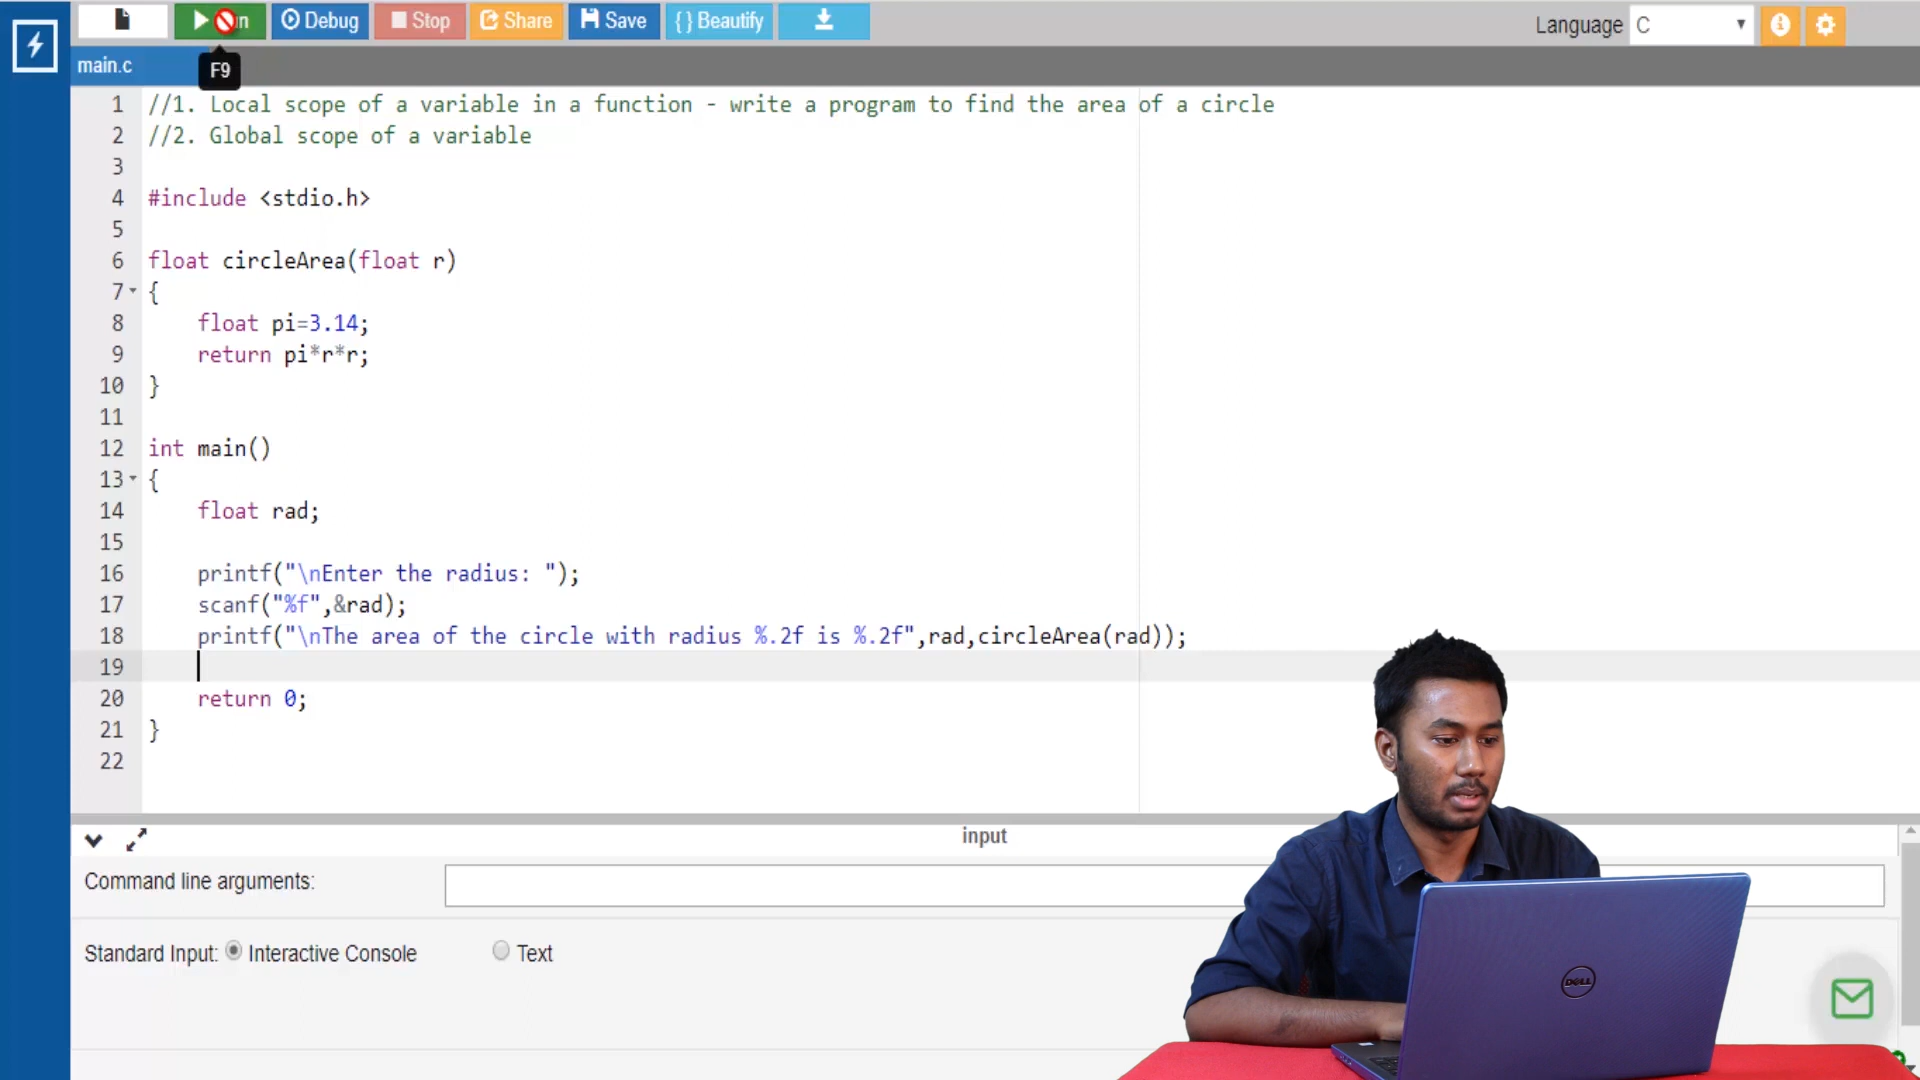 Debug
Stop
Share
Save
{ } Beautify
Language
C
main.c
F9
1 //1. Local scope of a variable in a function - write a program to find the area of a circle
2 //2. Global scope of a variable
3
4 #include <stdio.h>
5
6 float circleArea(float r)
7 {
8 float pi=3.14;
9 return pi*r*r;
10 }
11
12 int main()
13 {
14 float rad;
15
16 printf("\nEnter the radius: ");
17 scanf("%f",&rad);
18 printf("\nThe area of the circle with radius %.2f is %.2f",rad,circleArea(rad));
19
20 return 0;
21 }
22
input
Command line arguments:
Standard Input: Interactive Console Text
DELL